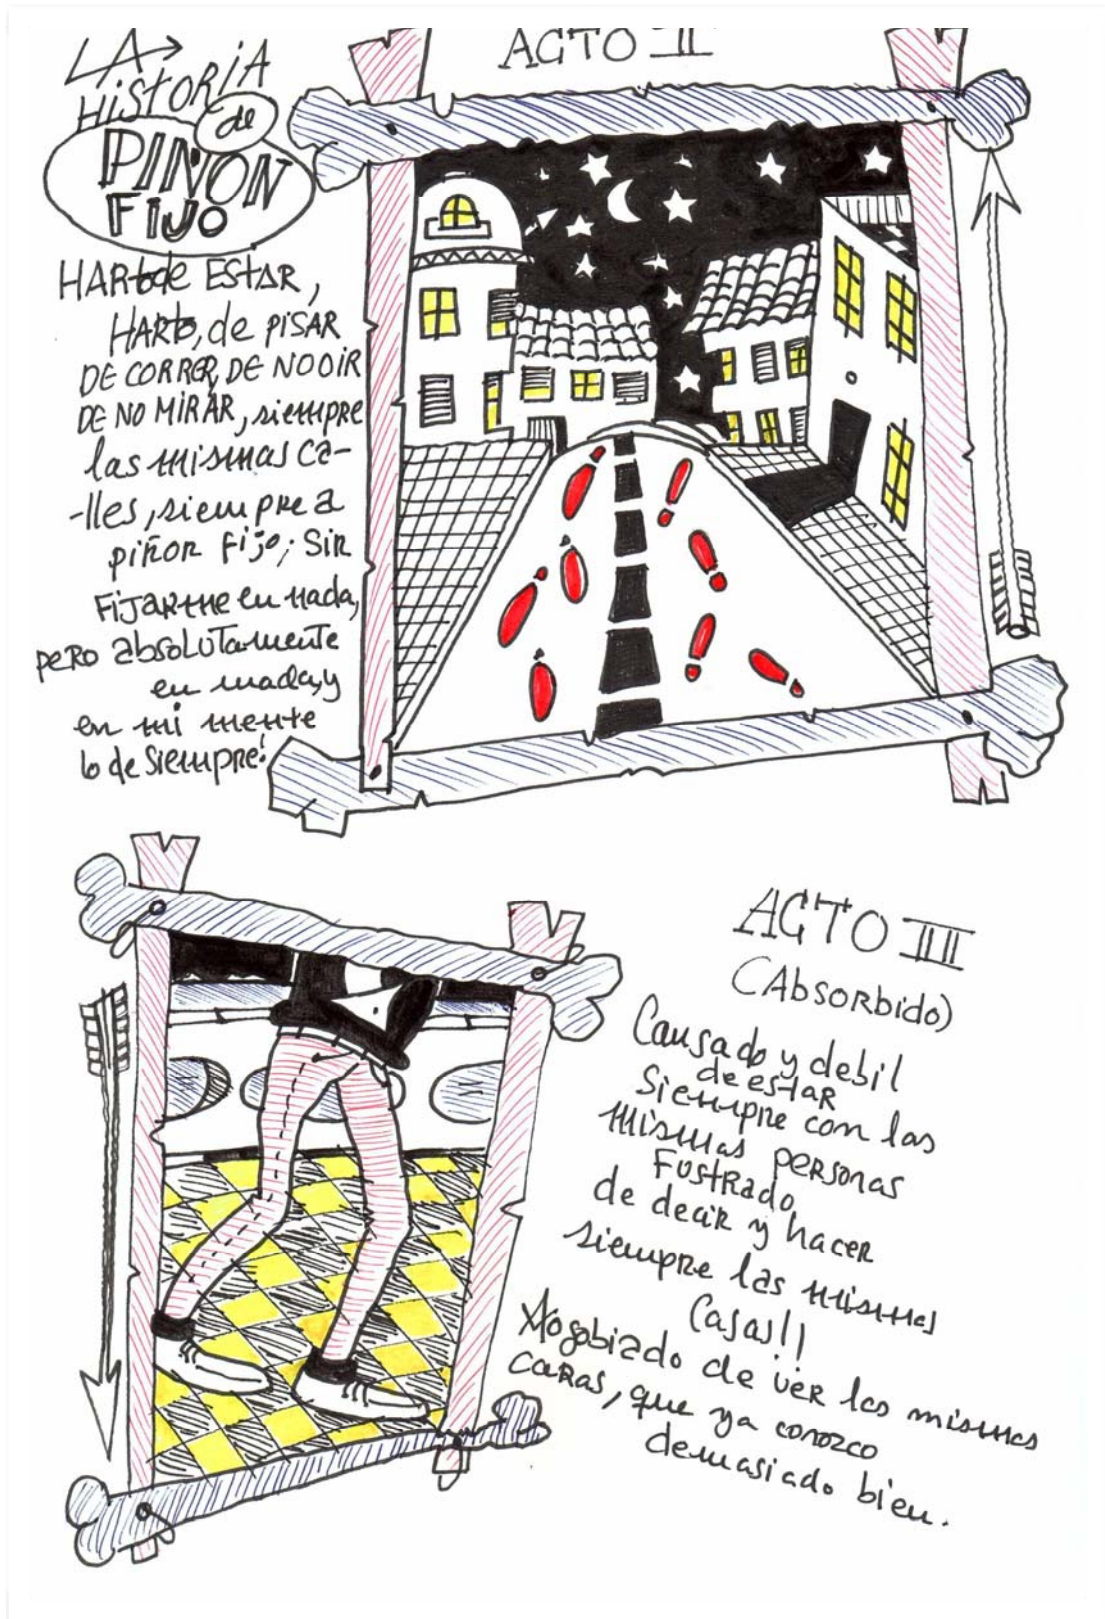 LA
HiSTORiA
de
PIÑON
FIJO
ACTO II
HARto de EStAR,
HARto, de PISAR
DE CORRER, DE NO OIR
DE NO MIRAR, siempre
las mismas ca-
-lles, siempre a
piñon Fijo; Sin
FijaRme en nada,
pero absolutamente
en nada, y
en mi mente
lo de Siempre!
ACTO III
(Absorbido)
Cansado y debil
de estar
Siempre con las
mismas personas
Fustrado,
de decir y hacer
siempre las mismas
Casas!!
Agobiado de ver las mismas
caras, que ya conozco
demasiado bien.